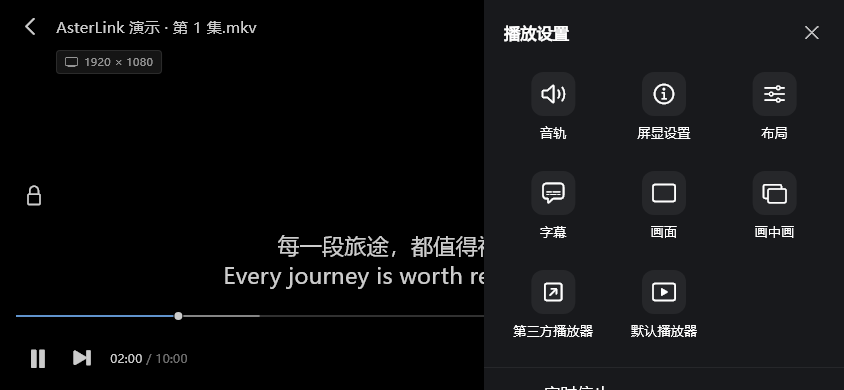 AsterLink 演示 · 第 1 集.mkv
1920 × 1080
每一段旅途，都值得
Every journey is worth re
02:00 / 10:00
播放设置
音轨
屏显设置
布局
字幕
画面
画中画
第三方播放器
默认播放器